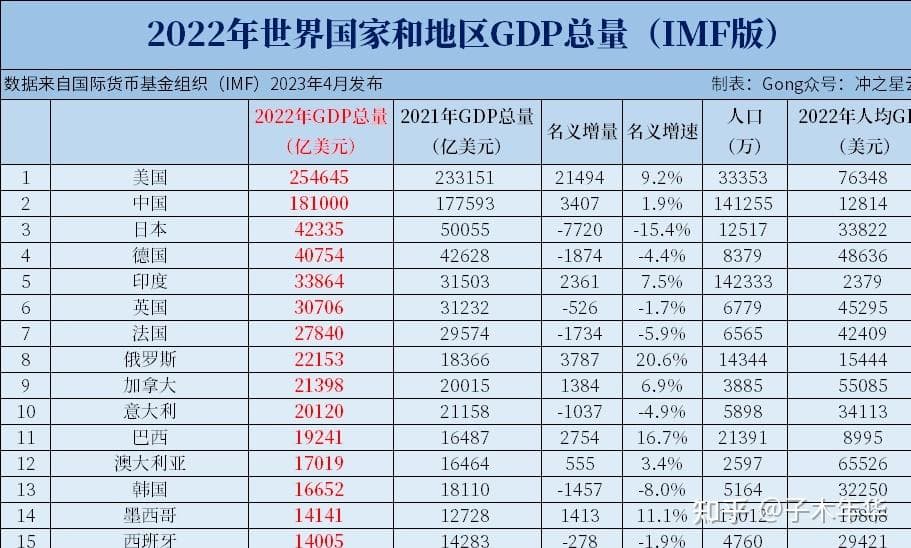 2022年世界国家和地区GDP总量（IMF版）
数据来自国际货币基金组织（IMF）2023年4月发布 制表：Gong众号：冲之星云
2022年GDP总量（亿美元） 2021年GDP总量（亿美元） 名义增量 名义增速 人口（万） 2022年人均GD（美元）
1 美国 254645 233151 21494 9.2% 33353 76348
2 中国 181000 177593 3407 1.9% 141255 12814
3 日本 42335 50055 -7720 -15.4% 12517 33822
4 德国 40754 42628 -1874 -4.4% 8379 48636
5 印度 33864 31503 2361 7.5% 142333 2379
6 英国 30706 31232 -526 -1.7% 6779 45295
7 法国 27840 29574 -1734 -5.9% 6565 42409
8 俄罗斯 22153 18366 3787 20.6% 14344 15444
9 加拿大 21398 20015 1384 6.9% 3885 55085
10 意大利 20120 21158 -1037 -4.9% 5898 34113
11 巴西 19241 16487 2754 16.7% 21391 8995
12 澳大利亚 17019 16464 555 3.4% 2597 65526
13 韩国 16652 18110 -1457 -8.0% 5164 32250
14 墨西哥 14141 12728 1413 11.1%
知乎 @子木年华
15 西班牙 14005 14283 -278 -1.9% 4760 29421